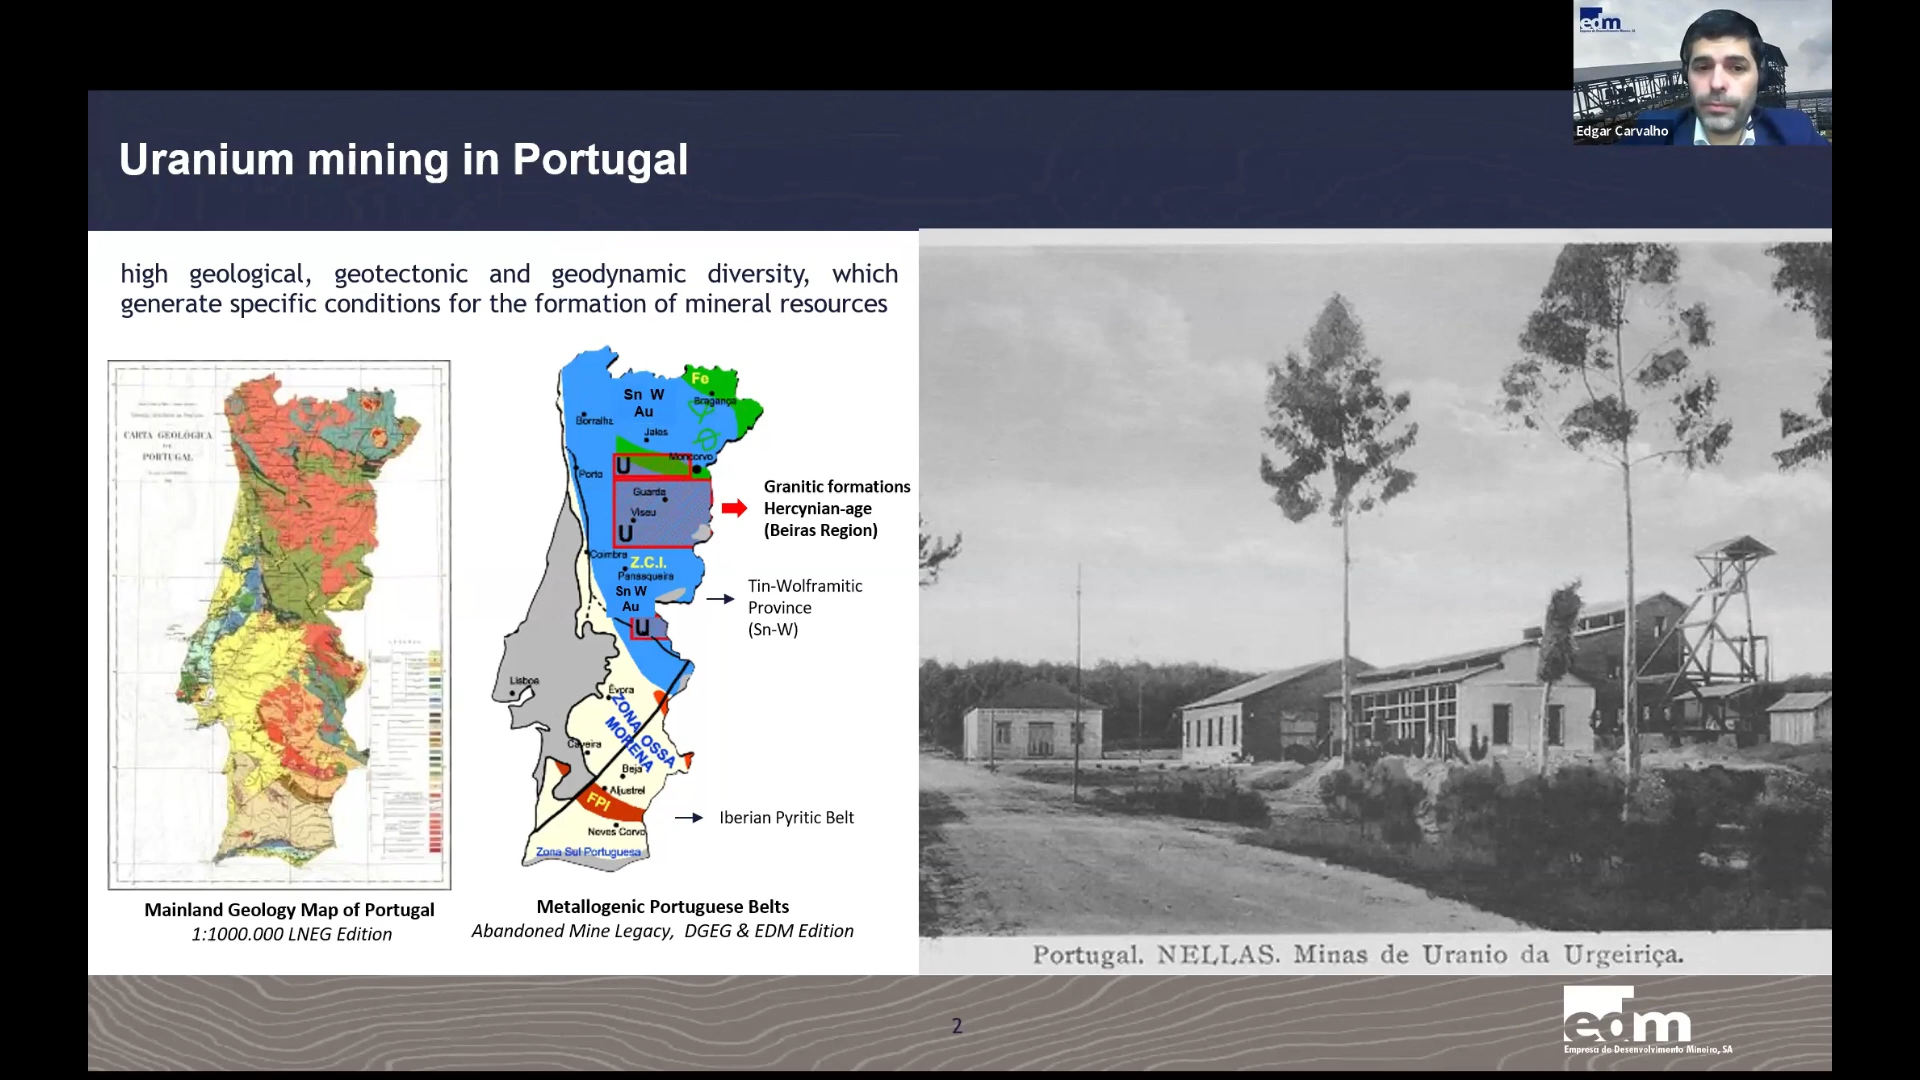 edm
Edgar Carvalho
Uranium mining in Portugal
high geological, geotectonic and geodynamic diversity, which
generate specific conditions for the formation of mineral resources
CARTA GEOLÓGICA
DE
PORTUGAL
Mainland Geology Map of Portugal
1:1000.000 LNEG Edition
Fe
Sn W
Au
Bragança
Borralha
Jales
Moncorvo
U
Porto
Guarda
Viseu
U
Coimbra
Z.C.I.
Panasqueira
Sn W
Au
U
Lisboa
Évora
ZONA OSSA
MORENA
Caveira
Beja
Aljustrel
FPI
Neves Corvo
Zona Sul Portuguesa
Granitic formations
Hercynian-age
(Beiras Region)
Tin-Wolframitic
Province
(Sn-W)
Iberian Pyritic Belt
Metallogenic Portuguese Belts
Abandoned Mine Legacy, DGEG & EDM Edition
Portugal. NELLAS. Minas de Uranio da Urgeiriça.
2
edm
Empresa de Desenvolvimento Mineiro, SA